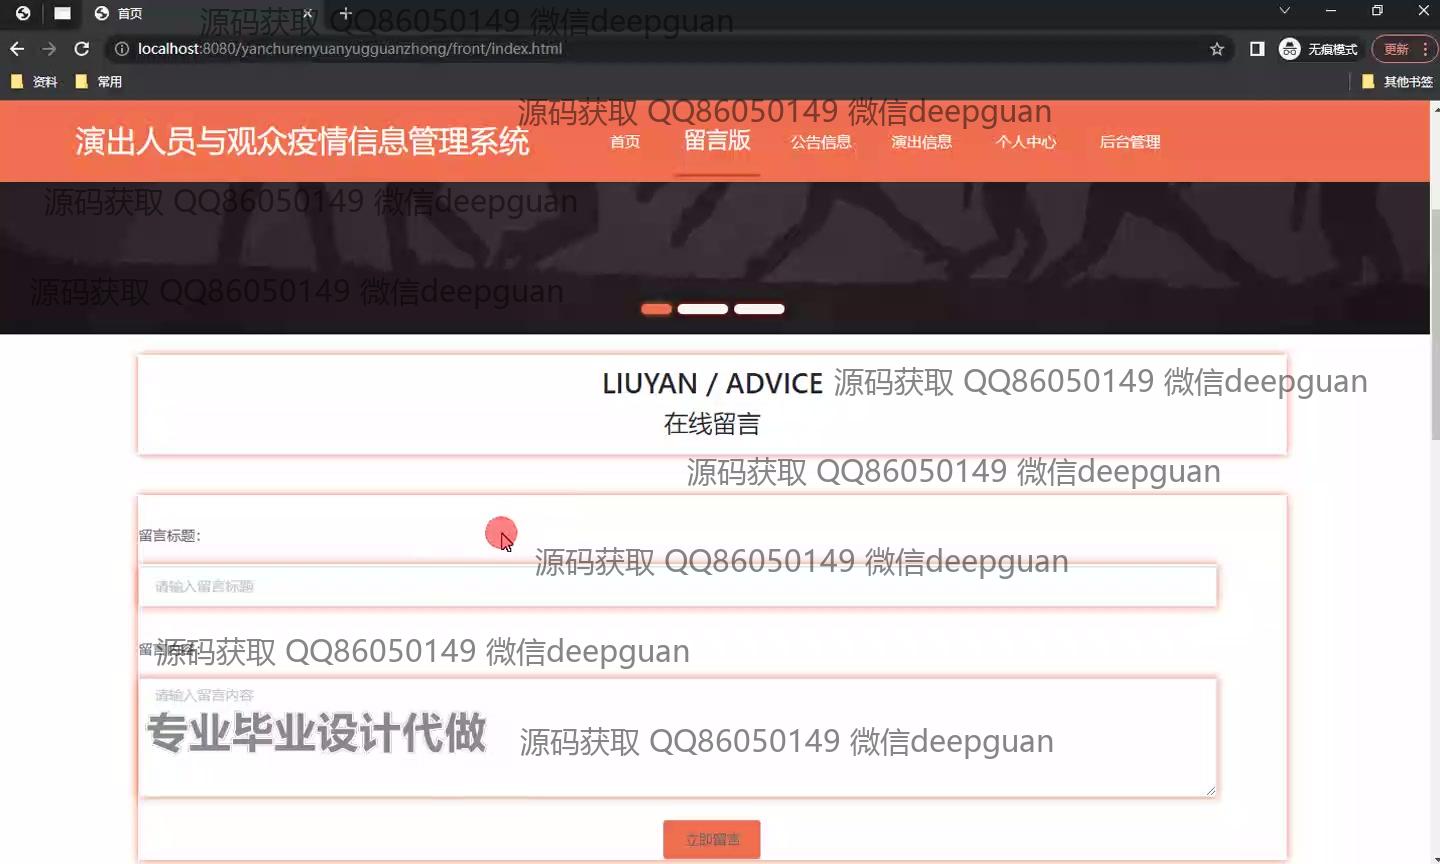 首页
源码获取 QQ86050149 微信deepguan
localhost:8080/yanchurenyuanyugguanzhong/front/index.html
无痕模式
更新
资料
常用
其他书签
源码获取 QQ86050149 微信deepguan
演出人员与观众疫情信息管理系统
首页
留言版
公告信息
演出信息
个人中心
后台管理
源码获取 QQ86050149 微信deepguan
源码获取 QQ86050149 微信deepguan
LIUYAN / ADVICE
源码获取 QQ86050149 微信deepguan
在线留言
源码获取 QQ86050149 微信deepguan
留言标题：
源码获取 QQ86050149 微信deepguan
请输入留言标题
留言内容：
源码获取 QQ86050149 微信deepguan
请输入留言内容
专业毕业设计代做
源码获取 QQ86050149 微信deepguan
立即留言